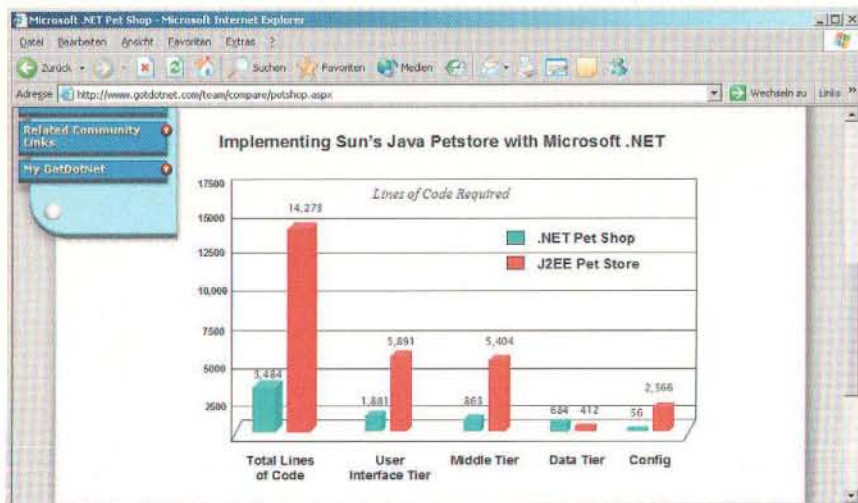 Microsoft .NET Pet Shop - Microsoft Internet Explorer
Datei Bearbeiten Ansicht Favoriten Extras ?
Zurück Suchen Favoriten Medien
Adresse http://www.gotdotnet.com/team/compare/petshop.aspx Wechseln zu Links »
Related Community
Links
My GotDotNet
Implementing Sun's Java Petstore with Microsoft .NET
Lines of Code Required
17500
15000
12500
10,000
7500
5000
2500
.NET Pet Shop
J2EE Pet Store
14,273
3,484
5,891
1,881
5,404
863
684 412
2,566
56
Total Lines
of Code
User
Interface Tier
Middle Tier
Data Tier
Config